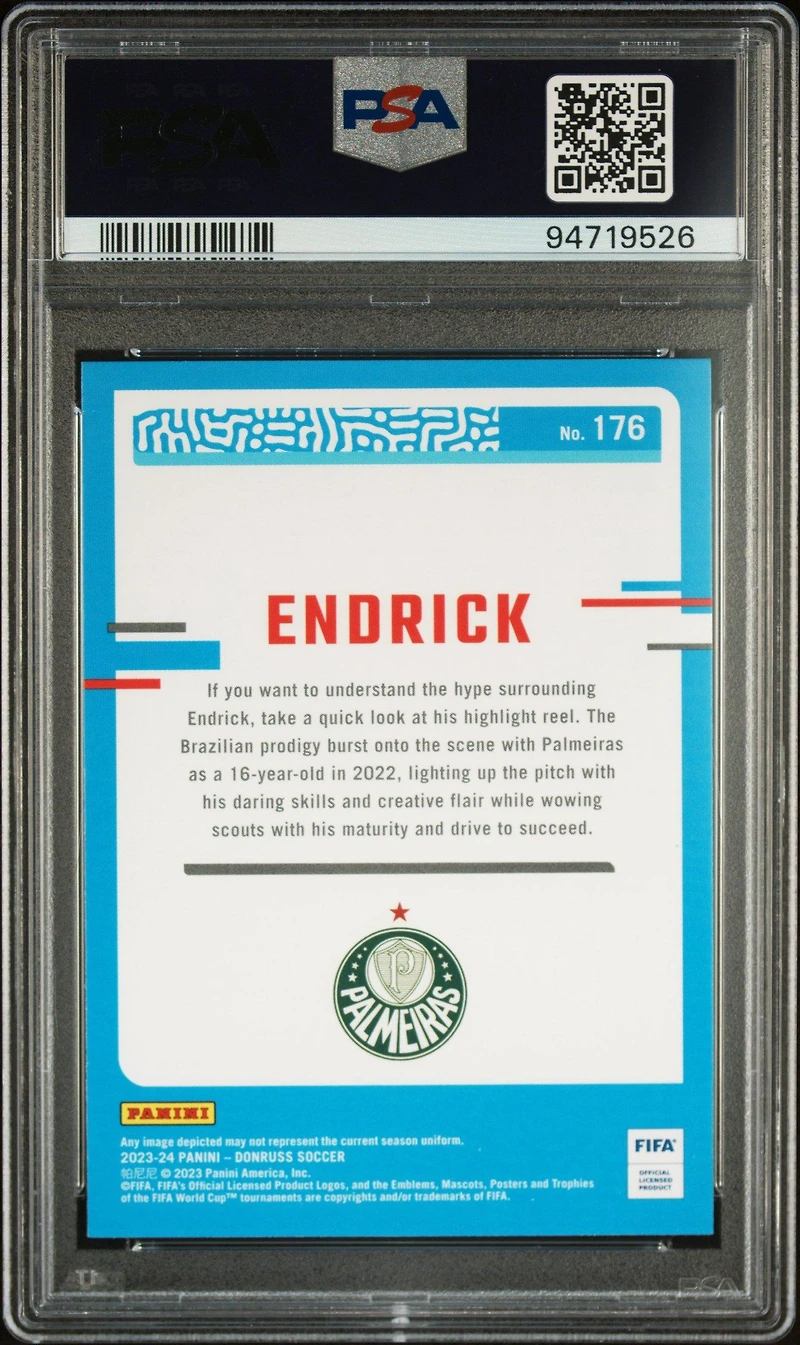 PSA
94719526
No. 176
ENDRICK
If you want to understand the hype surrounding
Endrick, take a quick look at his highlight reel. The
Brazilian prodigy burst onto the scene with Palmeiras
as a 16-year-old in 2022, lighting up the pitch with
his daring skills and creative flair while wowing
scouts with his maturity and drive to succeed.
P
PALMEIRAS
PANINI
Any image depicted may not represent the current season uniform.
2023-24 PANINI – DONRUSS SOCCER
帕尼尼 © 2023 Panini America, Inc.
©FIFA, FIFA's Official Licensed Product Logos, and the Emblems, Mascots, Posters and Trophies
of the FIFA World Cup™ tournaments are copyrights and/or trademarks of FIFA.
FIFA®
OFFICIAL
LICENSED
PRODUCT
PSA